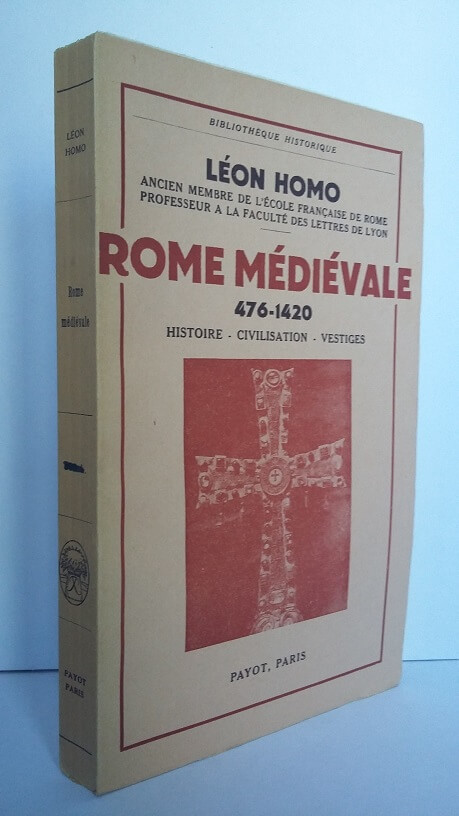 BIBLIOTHÈQUE HISTORIQUE
LÉON HOMO
ANCIEN MEMBRE DE L'ÉCOLE FRANÇAISE DE ROME
PROFESSEUR A LA FACULTÉ DES LETTRES DE LYON
ROME MÉDIÉVALE
476-1420
HISTOIRE - CIVILISATION - VESTIGES
PAYOT, PARIS
LÉON
HOMO
Rome
médiévale
PAYOT
PARIS